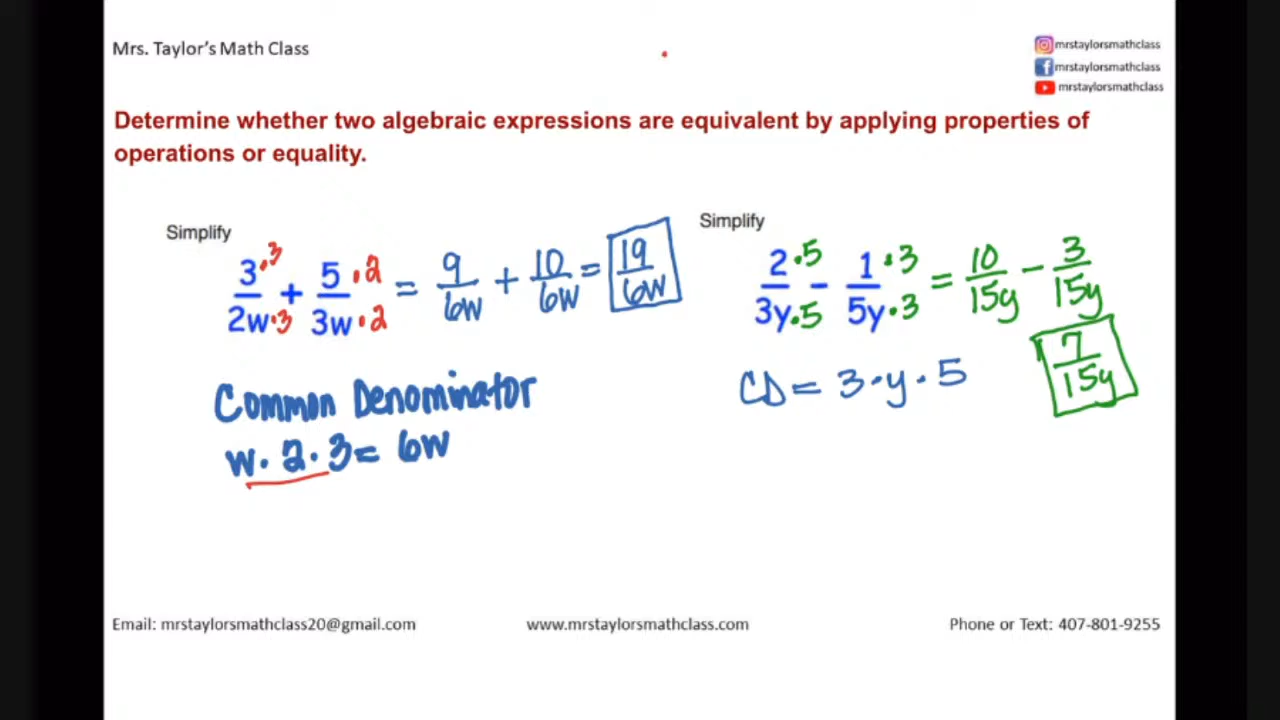 Mrs. Taylor's Math Class
mrstaylorsmathclass
mrstaylorsmathclass
mrstaylorsmathclass
Determine whether two algebraic expressions are equivalent by applying properties of
operations or equality.
Simplify
3·3/2w·3 + 5·2/3w·2 = 9/6w + 10/6w = 19/6w
Common Denominator
w· 2·3= 6w
Simplify
2·5/3y·5 - 1·3/5y·3 = 10/15y - 3/15y
7/15y
CD = 3·y·5
Email: mrstaylorsmathclass20@gmail.com
www.mrstaylorsmathclass.com
Phone or Text: 407-801-9255